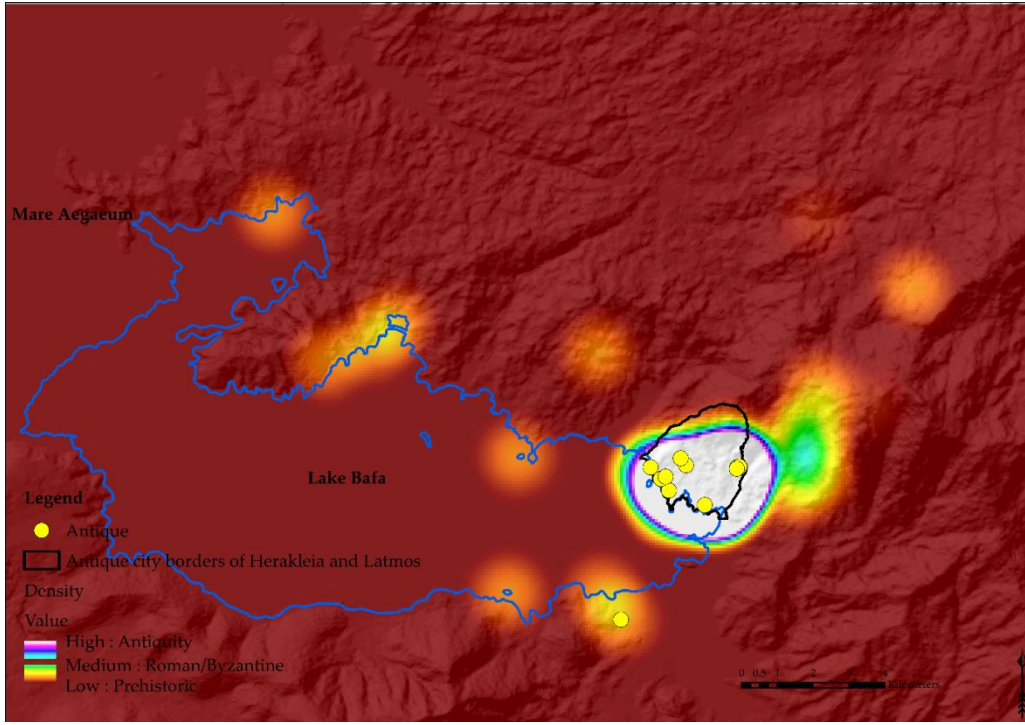 Mare Aegaeum
Lake Bafa
Legend
Antique
Antique city borders of Herakleia and Latmos
Density
Value
High : Antiquity
Medium : Roman/Byzantine
Low : Prehistoric
0 0.5 1 2 3 4
Kilometers